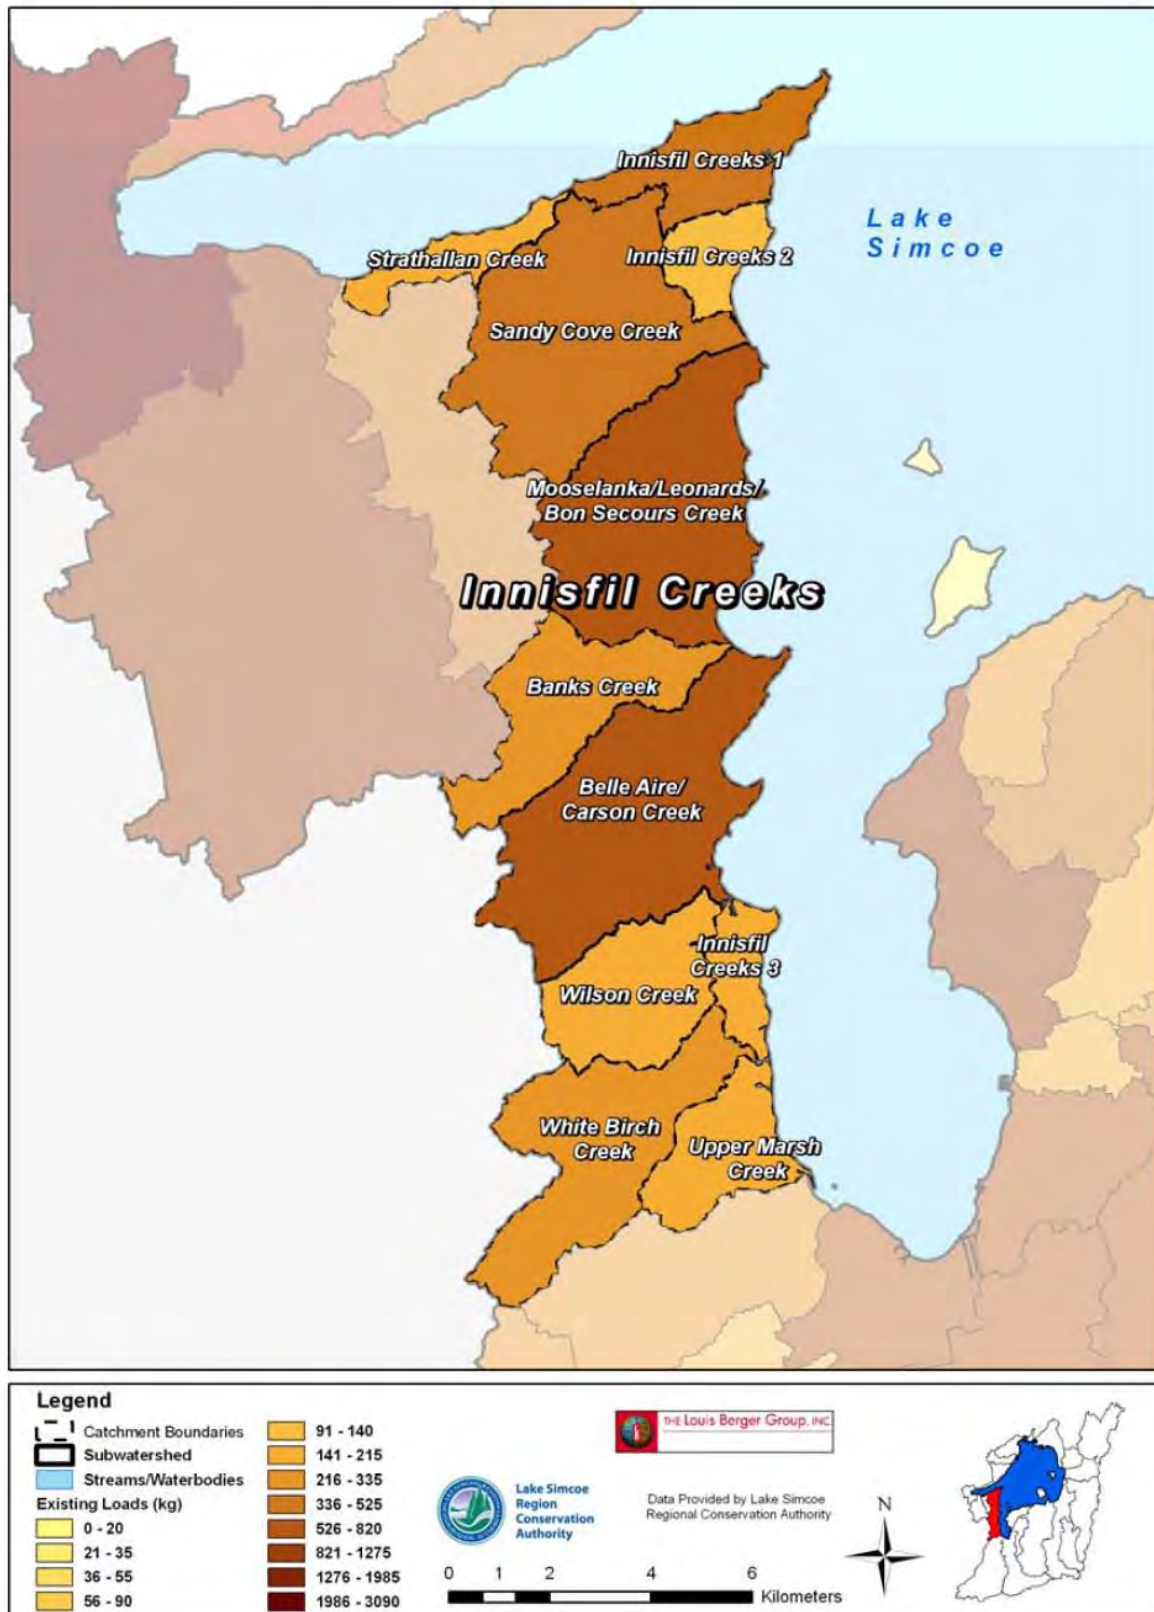 Innisfil Creeks 1
Lake
Simcoe
Strathallan Creek
Innisfil Creeks 2
Sandy Cove Creek
Mooselanka/Leonards/
Bon Secours Creek
Innisfil Creeks
Banks Creek
Belle Aire/
Carson Creek
Innisfil
Creeks 3
Wilson Creek
White Birch
Creek
Upper Marsh
Creek
Legend
Catchment Boundaries
Subwatershed
Streams/Waterbodies
Existing Loads (kg)
0 - 20
21 - 35
36 - 55
56 - 90
91 - 140
141 - 215
216 - 335
336 - 525
526 - 820
821 - 1275
1276 - 1985
1986 - 3090
THE Louis Berger Group, INC.
Lake Simcoe
Region
Conservation
Authority
Data Provided by Lake Simcoe
Regional Conservation Authority
N
0 1 2 4 6
Kilometers